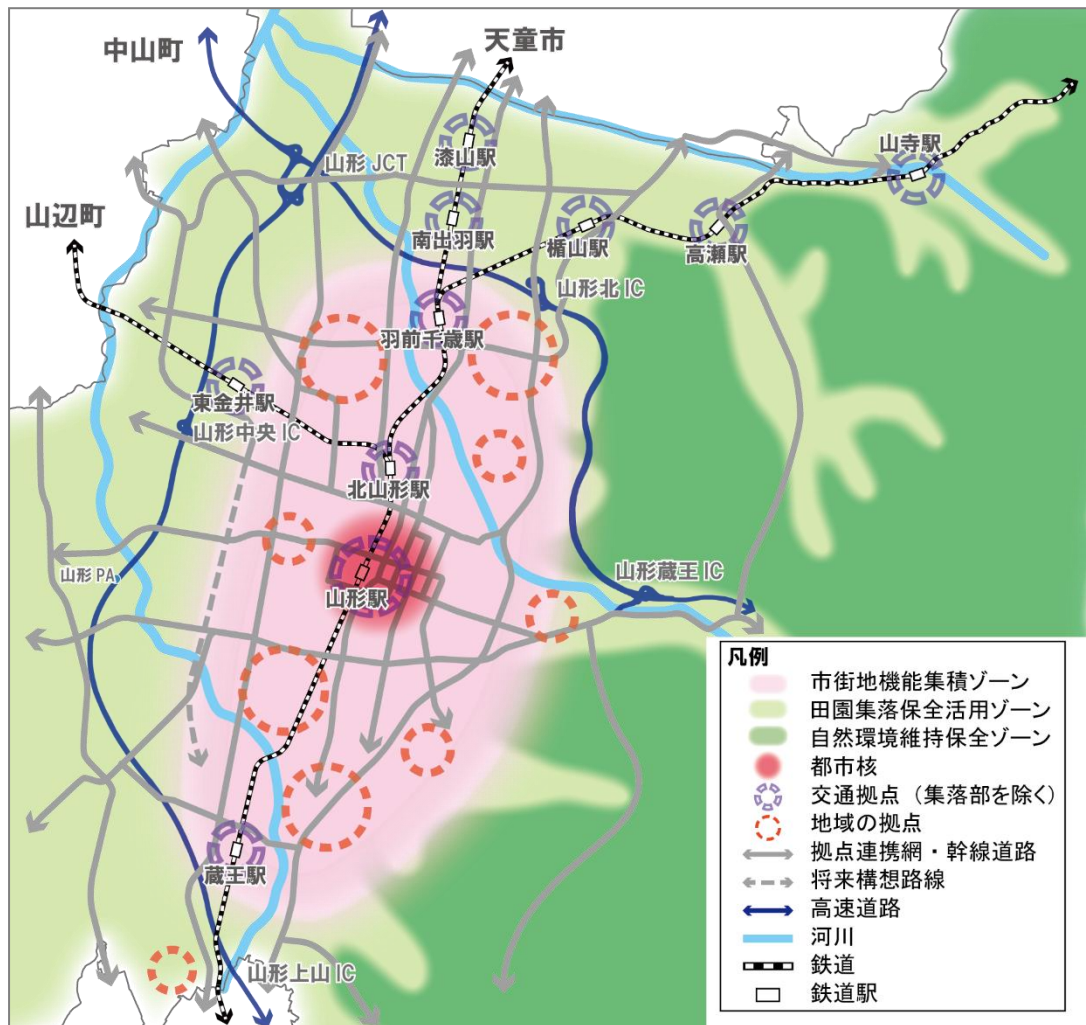 中山町
天童市
山形 JCT
漆山駅
山寺駅
山辺町
南出羽駅
楯山駅
高瀬駅
山形北 IC
羽前千歳駅
東金井駅
山形中央 IC
北山形駅
山形 PA
山形蔵王 IC
山形駅
蔵王駅
山形上山 IC
凡例
市街地機能集積ゾーン
田園集落保全活用ゾーン
自然環境維持保全ゾーン
都市核
交通拠点（集落部を除く）
地域の拠点
拠点連携網・幹線道路
将来構想路線
高速道路
河川
鉄道
鉄道駅